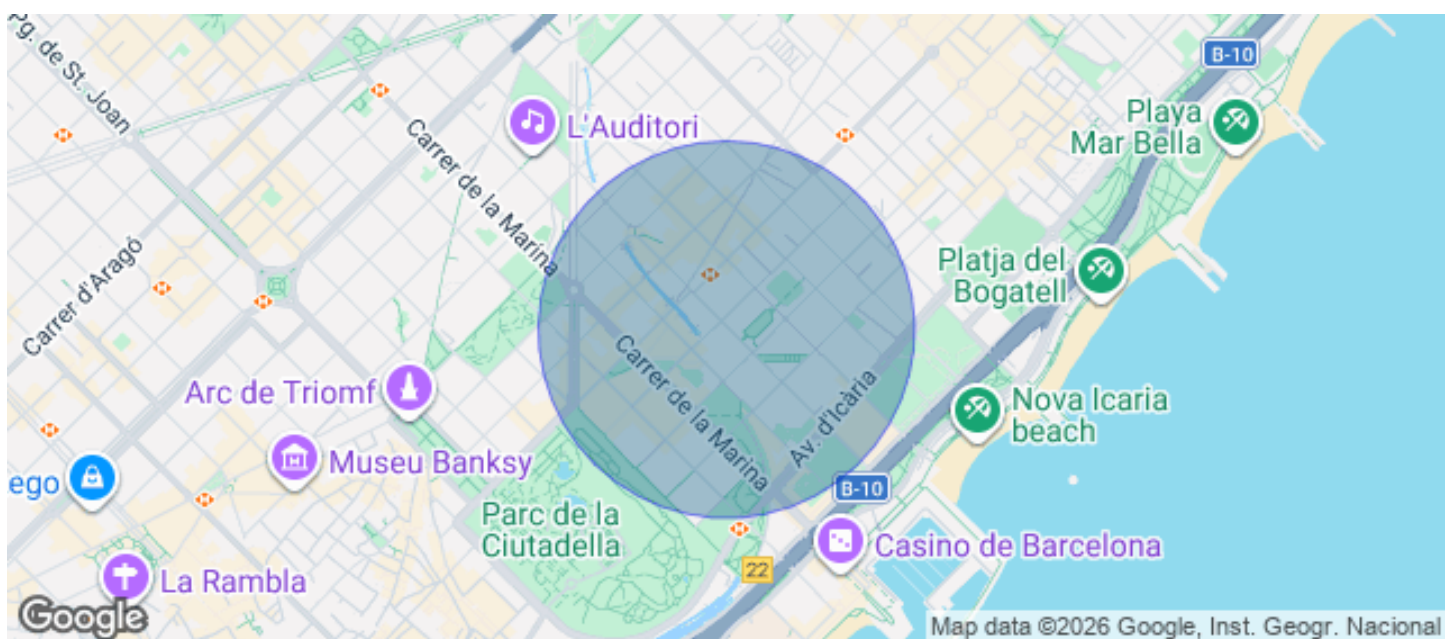 Pg. de St. Joan
B-10
L'Auditori
Playa
Mar Bella
Carrer de la Marina
Carrer d'Aragó
Platja del
Bogatell
Arc de Triomf
Carrer de la Marina
Av. d'Icària
Nova Icaria
beach
Museu Banksy
ego
B-10
Parc de la
Ciutadella
Casino de Barcelona
22
La Rambla
Google
Map data ©2026 Google, Inst. Geogr. Nacional